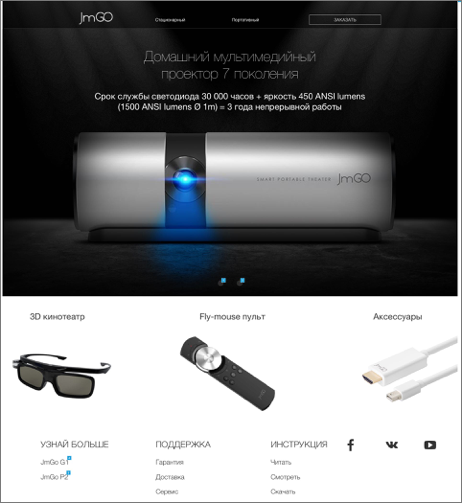 JmGO
Стационарный
Портативный
ЗАКАЗАТЬ
Домашний мультимедийный
проектор 7 поколения
Срок службы светодиода 30 000 часов + яркость 450 ANSI lumens
(1500 ANSI lumens Ø 1m) = 3 года непрерывной работы
SMART PORTABLE THEATER JmGO
3D кинотеатр
Fly-mouse пульт
Аксессуары
JmGO
УЗНАЙ БОЛЬШЕ
ПОДДЕРЖКА
ИНСТРУКЦИЯ
JmGo G1
Гарантия
Читать
JmGo P2
Доставка
Смотреть
Сервис
Скачать